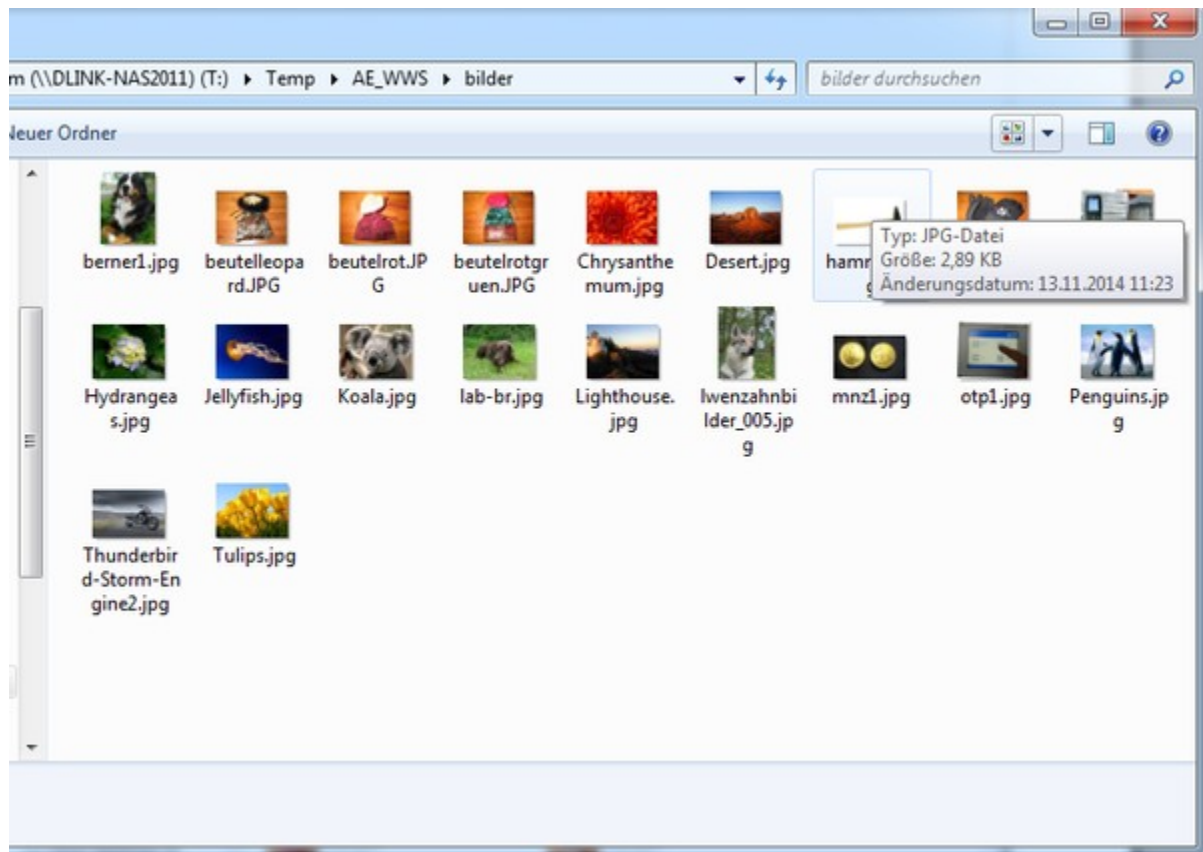 m (\\DLINK-NAS2011) (T:) ▸ Temp ▸ AE_WWS ▸ bilder
bilder durchsuchen
Neuer Ordner
berner1.jpg
beutelleopa
rd.JPG
beutelrot.JP
G
beutelrotgr
uen.JPG
Chrysanthe
mum.jpg
Desert.jpg
hamm
Typ: JPG-Datei
Größe: 2,89 KB
Änderungsdatum: 13.11.2014 11:23
Hydrangea
s.jpg
Jellyfish.jpg
Koala.jpg
lab-br.jpg
Lighthouse.
jpg
lwenzahnbi
lder_005.jp
g
mnz1.jpg
otp1.jpg
Penguins.jp
g
Thunderbir
d-Storm-En
gine2.jpg
Tulips.jpg